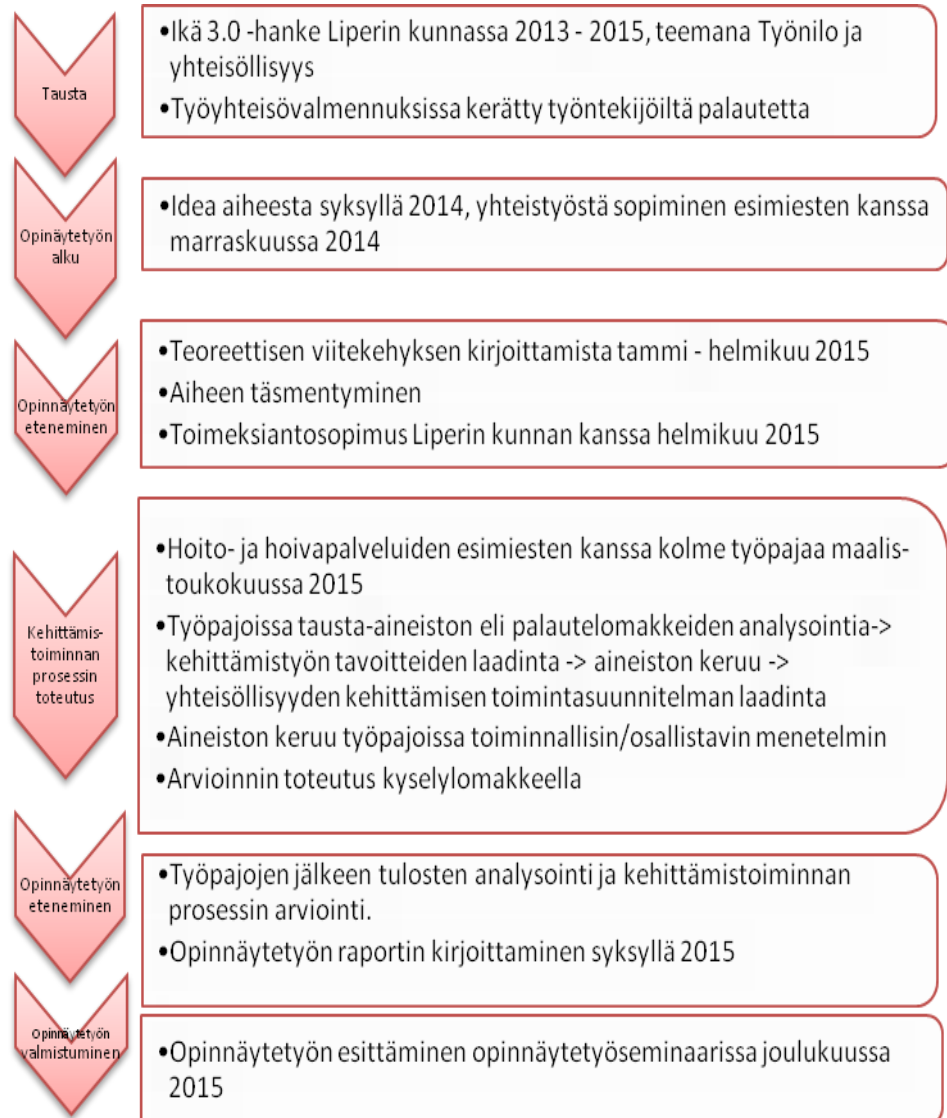 Tausta
•Ikä 3.0 -hanke Liperin kunnassa 2013 - 2015, teemana Työnilo ja
yhteisöllisyys
•Työyhteisövalmennuksissa kerätty työntekijöiltä palautetta
Opinäytetyön
alku
•Idea aiheesta syksyllä 2014, yhteistyöstä sopiminen esimiesten kanssa
marraskuussa 2014
Opinnäytetyön
eteneminen
•Teoreettisen viitekehyksen kirjoittamista tammi - helmikuu 2015
•Aiheen täsmentyminen
•Toimeksiantosopimus Liperin kunnan kanssa helmikuu 2015
Kehittämis-
toiminnan
prosessin
toteutus
•Hoito- ja hoivapalveluiden esimiesten kanssa kolme työpajaa maalis-
toukokuussa 2015
•Työpajoissa tausta-aineiston eli palautelomakkeiden analysointia->
kehittämistyön tavoitteiden laadinta -> aineiston keruu ->
yhteisöllisyyden kehittämisen toimintasuunnitelman laadinta
•Aineiston keruu työpajoissa toiminnallisin/osallistavin menetelmin
•Arvioinnin toteutus kyselylomakkeella
Opinnäytetyön
eteneminen
•Työpajojen jälkeen tulosten analysointi ja kehittämistoiminnan
prosessin arviointi.
•Opinnäytetyön raportin kirjoittaminen syksyllä 2015
Opinnäytetyön
valmistuminen
•Opinnäytetyön esittäminen opinnäytetyöseminaarissa joulukuussa
2015